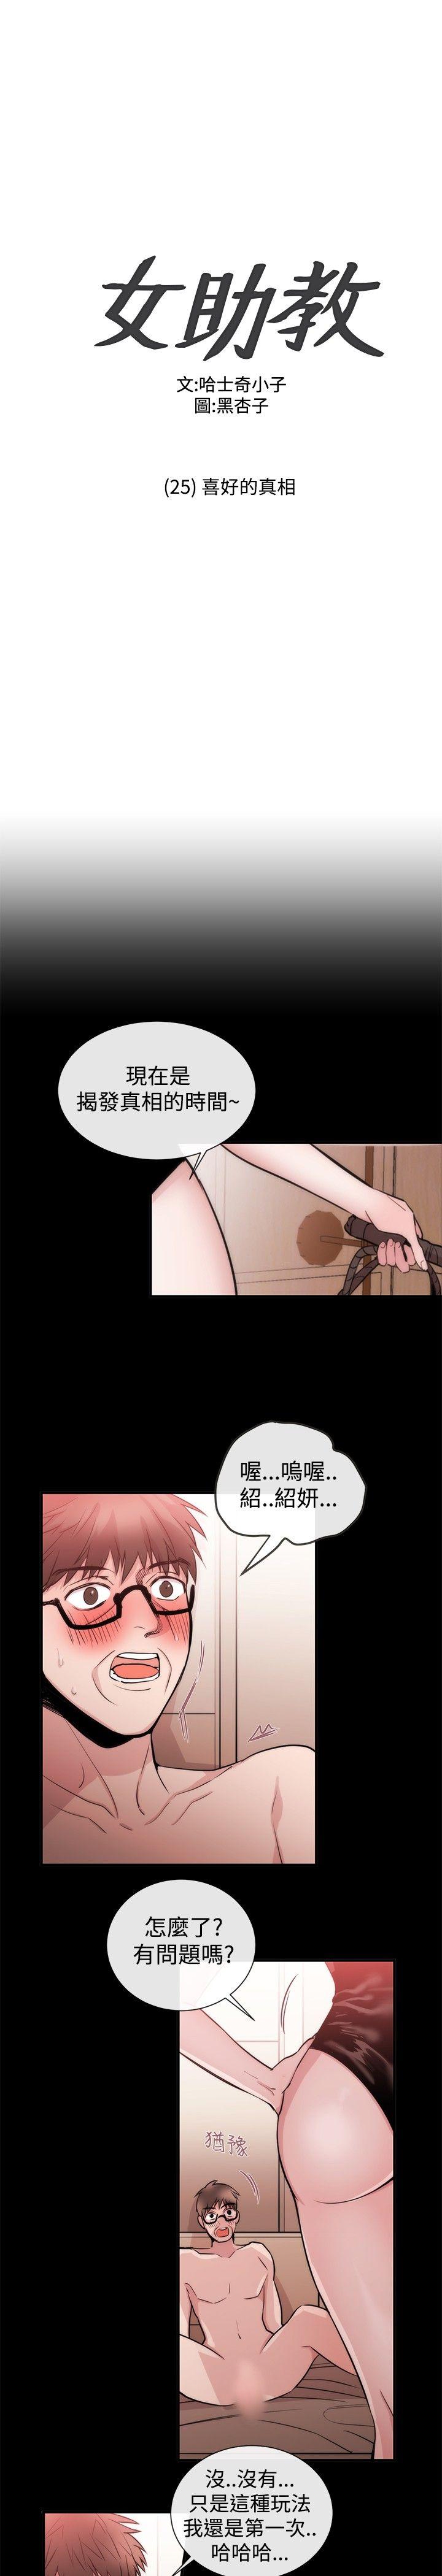 女助教
文:哈士奇小子
圖:黑杏子
(25) 喜好的真相
現在是
揭發真相的時間~
喔...嗚喔..
紹..紹妍...
怎麼了?
有問題嗎?
猶豫
沒..沒有...
只是這種玩法
我還是第一次..
哈哈哈...